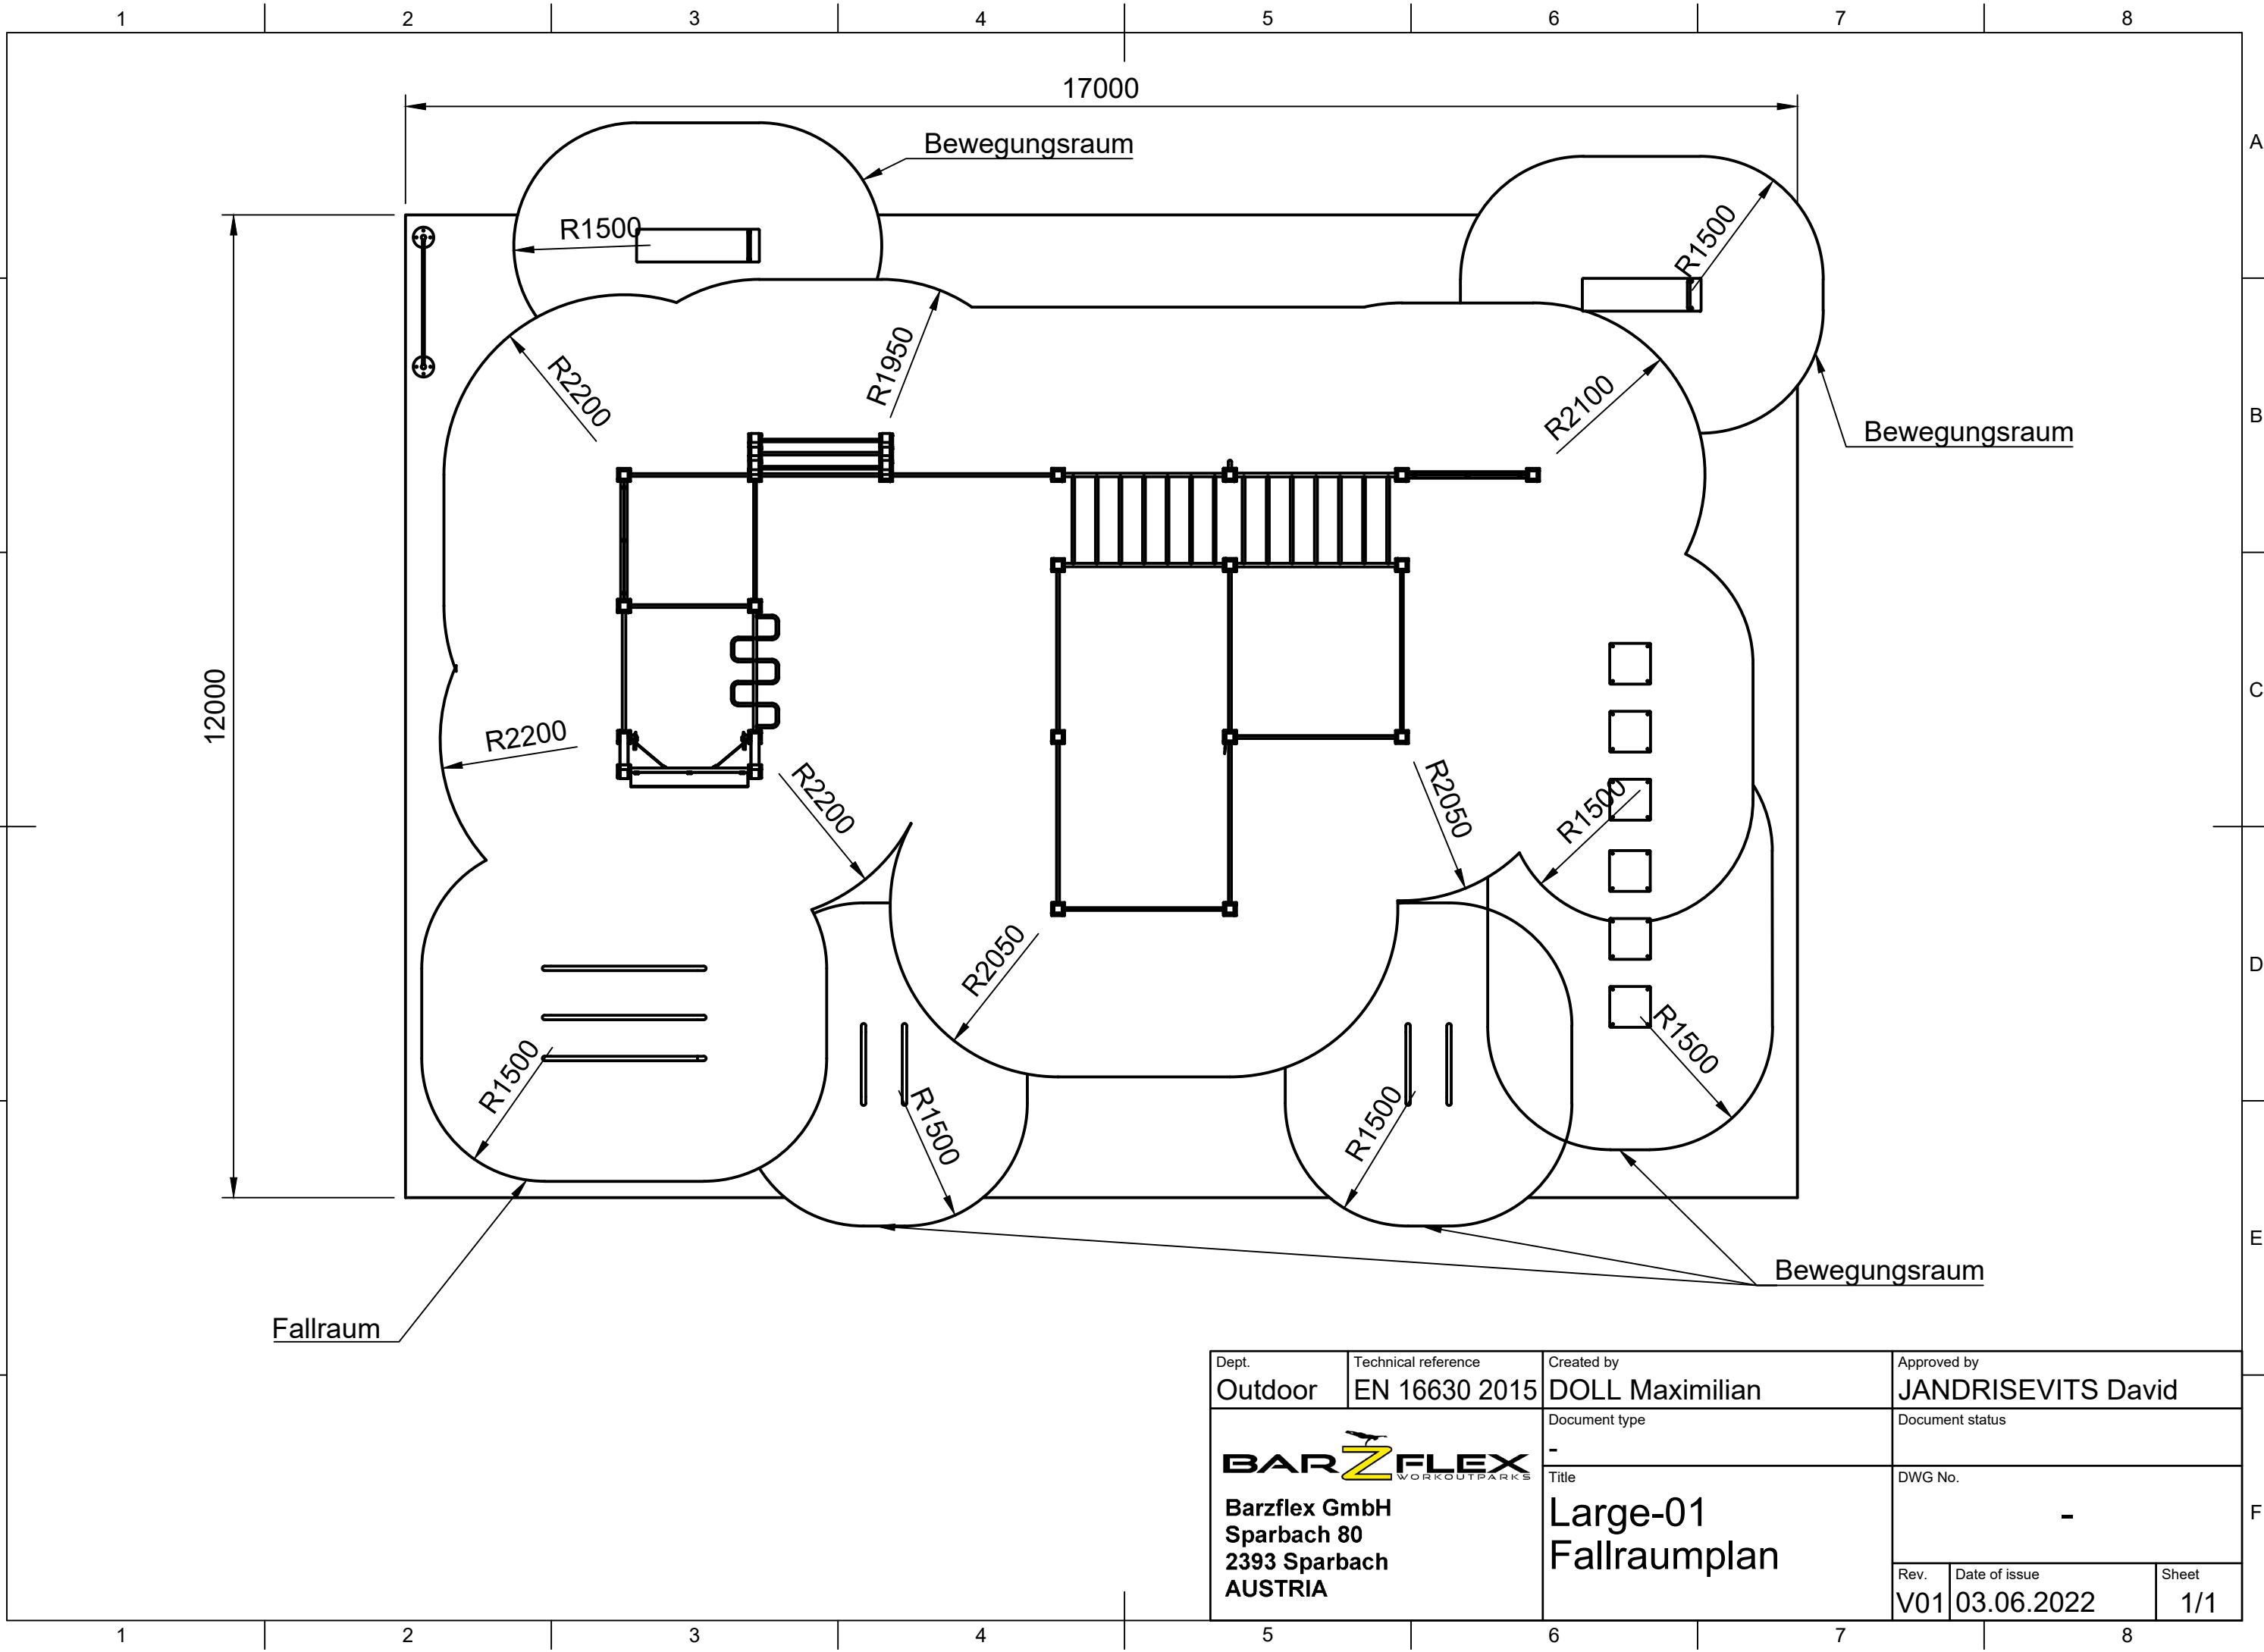 1 2 3 4 5 6 7 8
17000
A
Bewegungsraum
R1500
R1500
R1950
R2200
R2100
B
Bewegungsraum
12000
C
R2200
R2200
R2050
R1500
R2050
D
R1500
R1500
R1500
R1500
E
Bewegungsraum
Fallraum
Dept.
Outdoor
Technical reference
EN 16630 2015
Created by
DOLL Maximilian
Approved by
JANDRISEVITS David
BARZFLEX
WORKOUTPARKS
Barzflex GmbH
Sparbach 80
2393 Sparbach
AUSTRIA
Document type
-
Document status
Title
Large-01
Fallraumplan
DWG No.
-
F
Rev.
V01
Date of issue
03.06.2022
Sheet
1/1
1 2 3 4 5 6 7 8